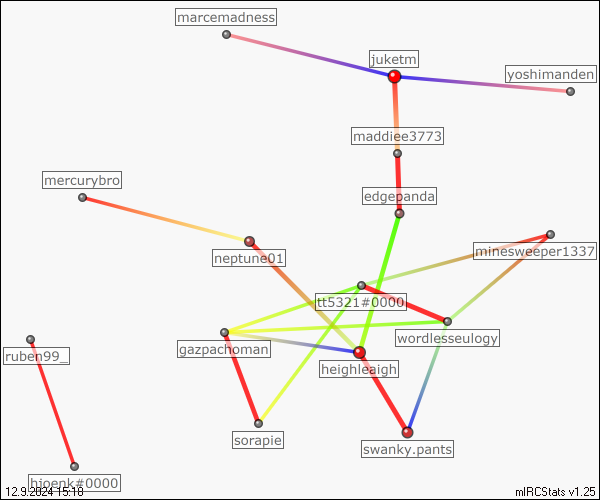 marcemadness
juketm
yoshimanden
maddiee3773
mercurybro
edgepanda
minesweeper1337
neptune01
tt5321#0000
wordlesseulogy
gazpachoman
ruben99_
heighleaigh
sorapie
swanky.pants
hjoenk#0000
12.9.2024 15:18
mIRCStats v1.25